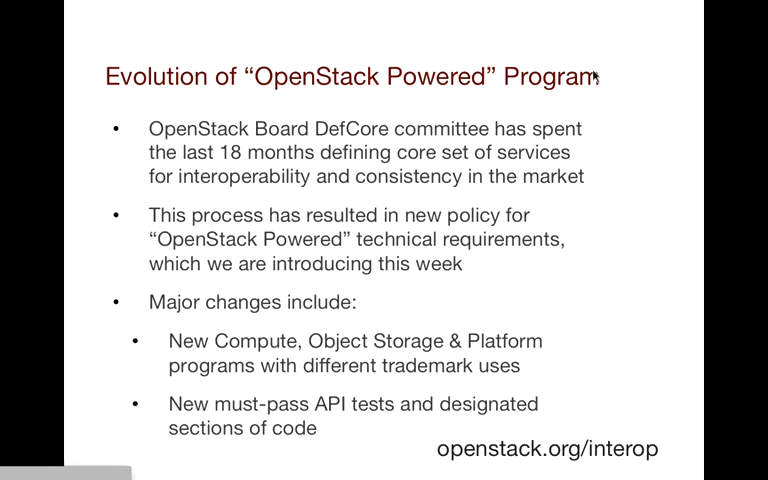 Evolution of “OpenStack Powered” Program
• OpenStack Board DefCore committee has spent
the last 18 months defining core set of services
for interoperability and consistency in the market
• This process has resulted in new policy for
“OpenStack Powered” technical requirements,
which we are introducing this week
• Major changes include:
• New Compute, Object Storage & Platform
programs with different trademark uses
• New must-pass API tests and designated
sections of code
openstack.org/interop